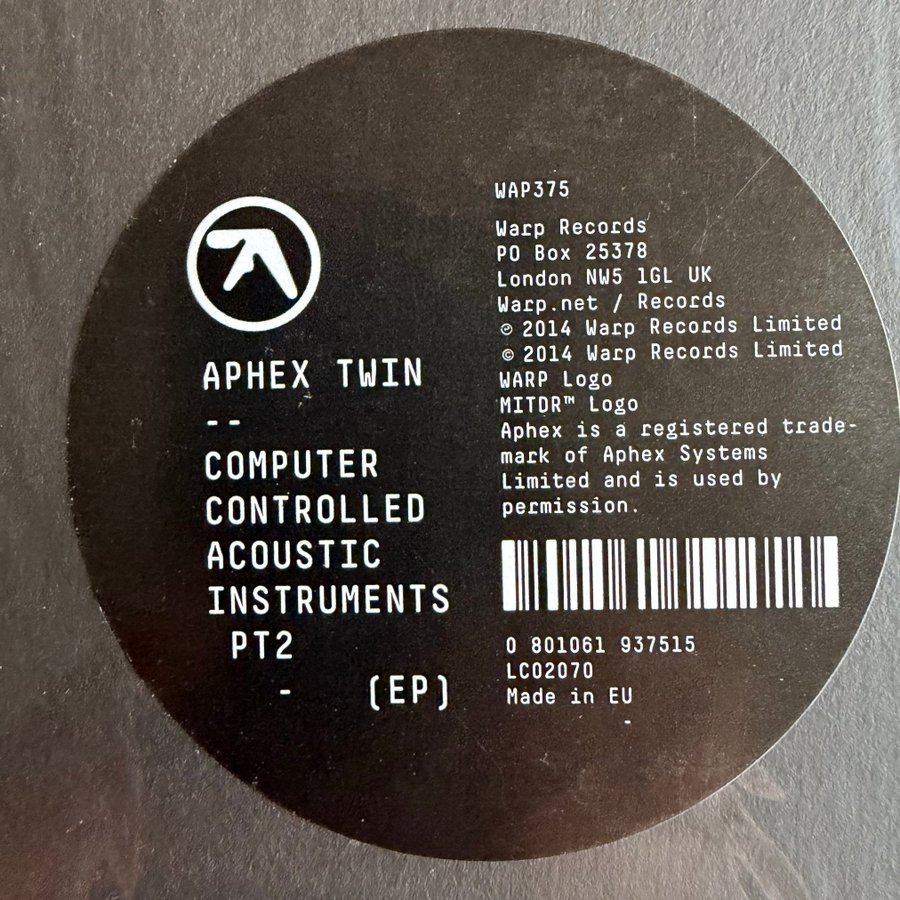 APHEX TWIN
--
COMPUTER
CONTROLLED
ACOUSTIC
INSTRUMENTS
PT2
- (EP)
WAP375
Warp Records
PO Box 25378
London NW5 1GL UK
Warp.net / Records
℗ 2014 Warp Records Limited
© 2014 Warp Records Limited
WARP Logo
MITDR™ Logo
Aphex is a registered trade-
mark of Aphex Systems
Limited and is used by
permission.
0 801061 937515
LC02070
Made in EU
-